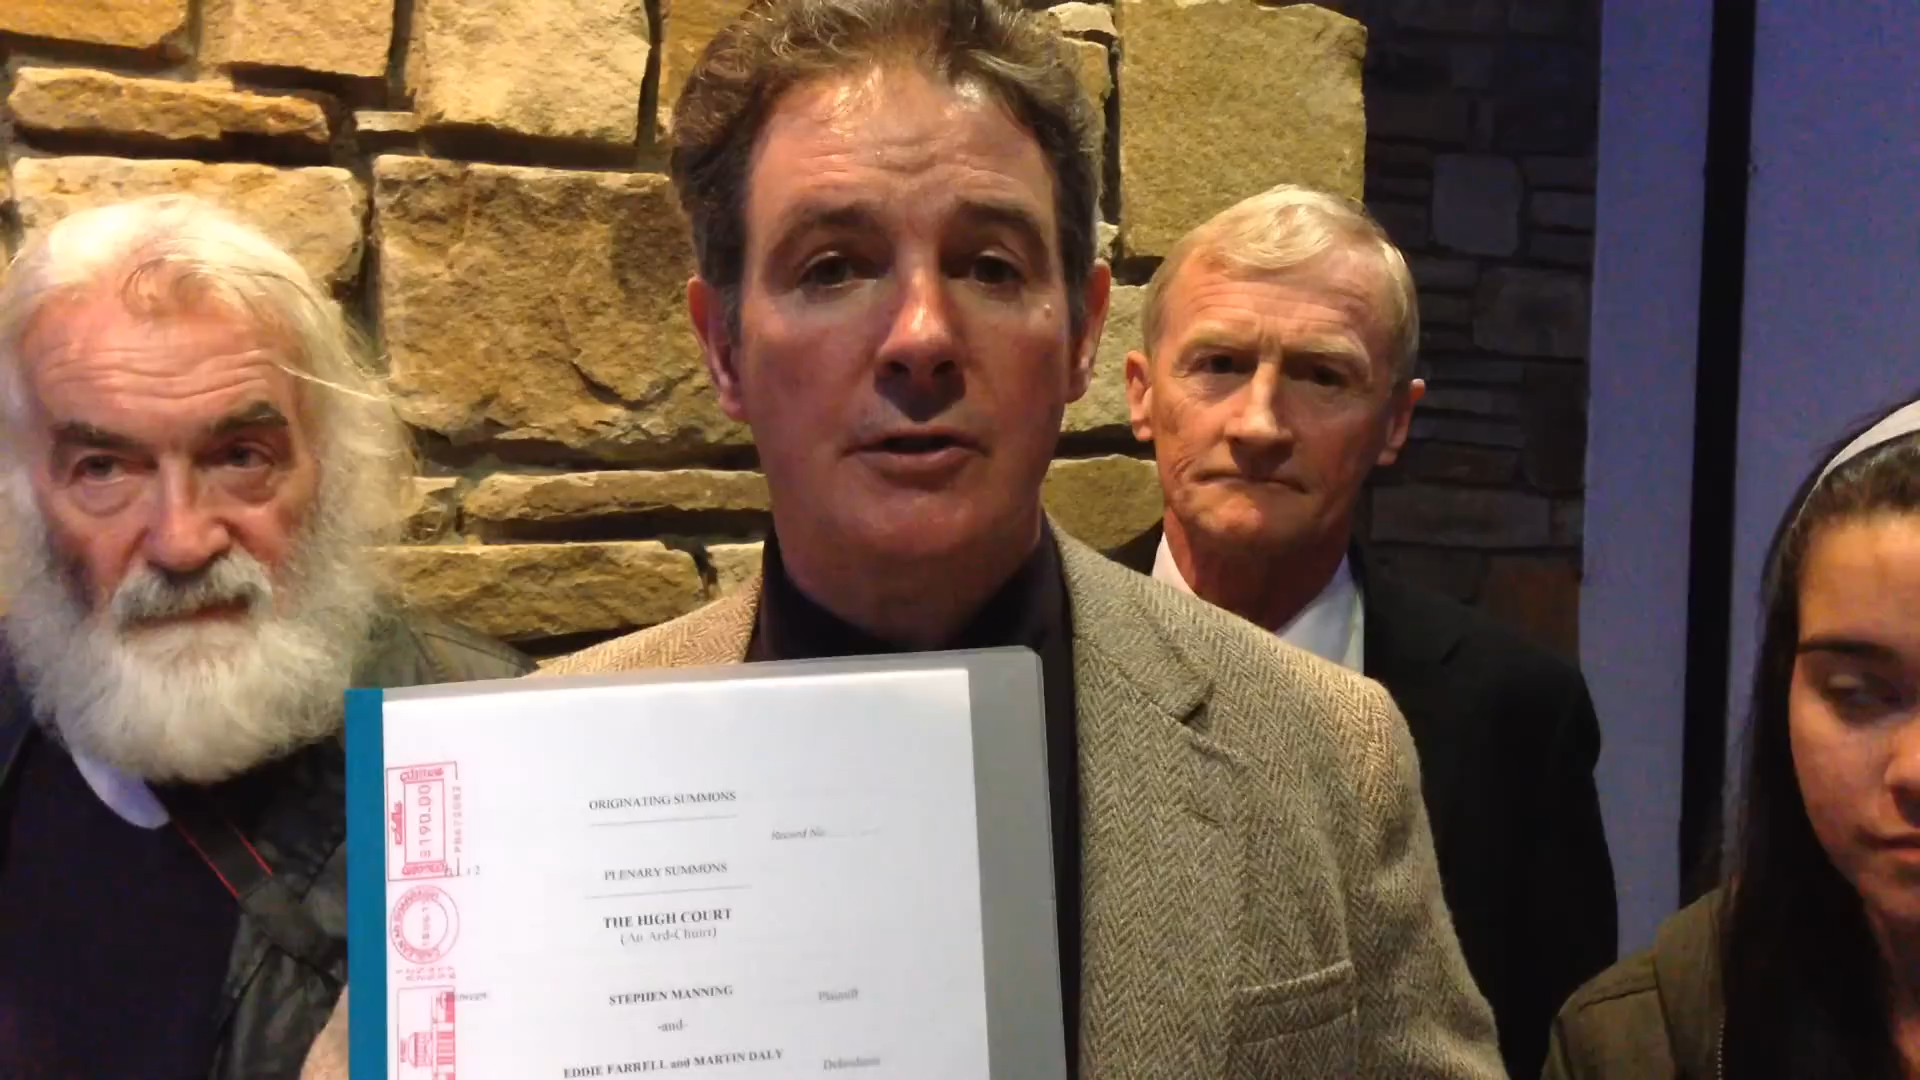 ORIGINATING SUMMONS
Record No.
PLENARY SUMMONS
THE HIGH COURT
(An Ard-Chúirt)
STEPHEN MANNING
Plaintiff
-and-
EDDIE FARRELL and MARTIN DALY
Defendants
190.00